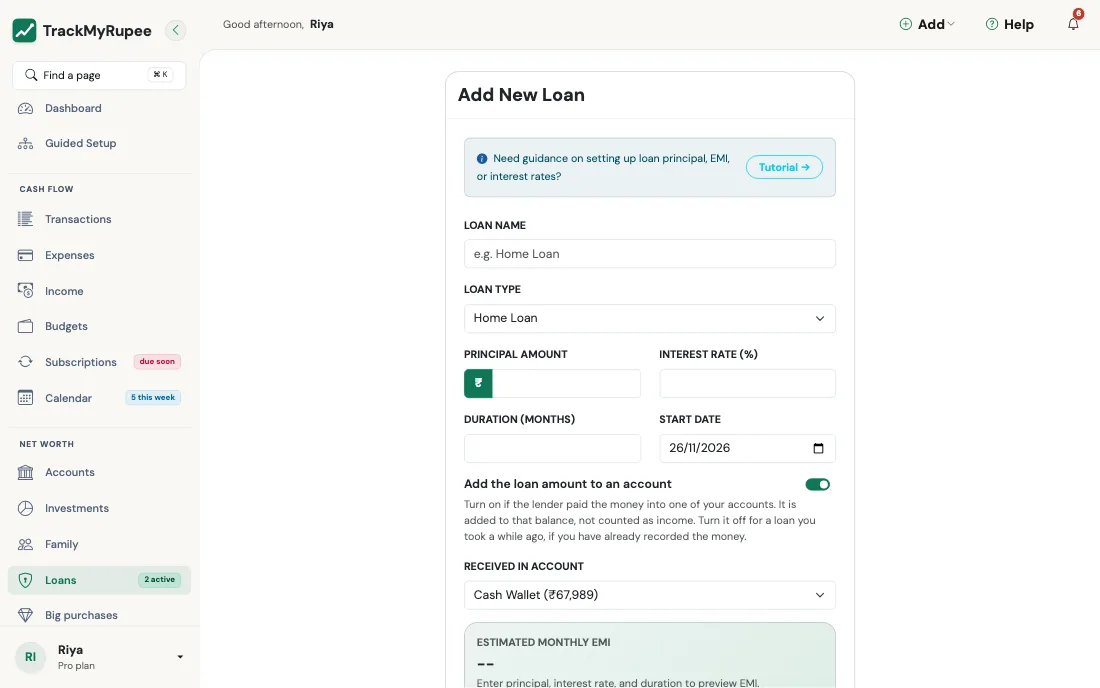 TrackMyRupee
Find a page
⌘ K
Dashboard
Guided Setup
CASH FLOW
Transactions
Expenses
Income
Budgets
Subscriptions
due soon
Calendar
5 this week
NET WORTH
Accounts
Investments
Family
Loans
2 active
Big purchases
RI
Riya
Pro plan
Good afternoon, Riya
Add
Help
6
Add New Loan
Need guidance on setting up loan principal, EMI,
or interest rates?
Tutorial →
LOAN NAME
e.g. Home Loan
LOAN TYPE
Home Loan
PRINCIPAL AMOUNT
INTEREST RATE (%)
₹
DURATION (MONTHS)
START DATE
26/11/2026
Add the loan amount to an account
Turn on if the lender paid the money into one of your accounts. It is
added to that balance, not counted as income. Turn it off for a loan you
took a while ago, if you have already recorded the money.
RECEIVED IN ACCOUNT
Cash Wallet (₹67,989)
ESTIMATED MONTHLY EMI
--
Enter principal, interest rate, and duration to preview EMI.